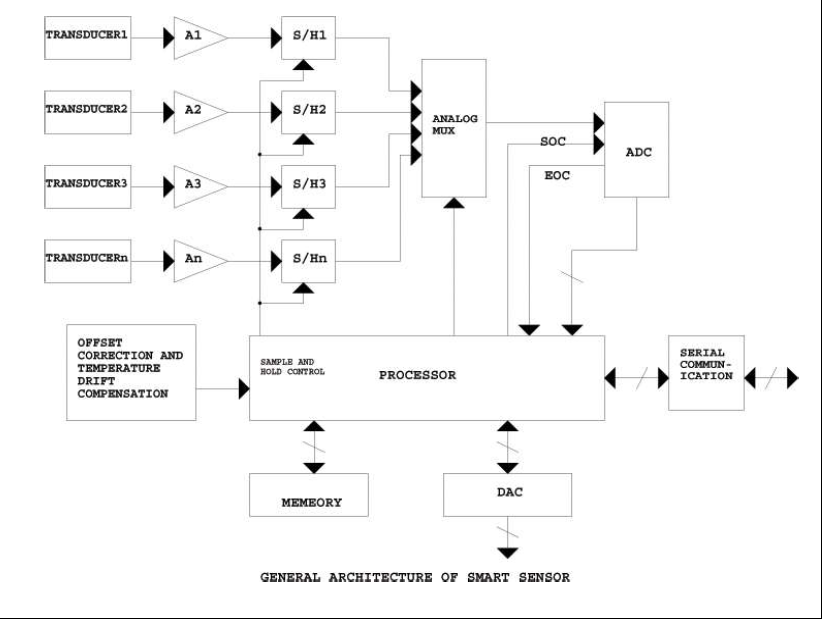 TRANSDUCER1
A1
S/H1
TRANSDUCER2
A2
S/H2
ANALOG
MUX
SOC
ADC
EOC
TRANSDUCER3
A3
S/H3
TRANSDUCERn
An
S/Hn
OFFSET
CORRECTION AND
TEMPERATURE
DRIFT
COMPENSATION
SAMPLE AND
HOLD CONTROL
PROCESSOR
SERIAL
COMMUN-
ICATION
MEMEORY
DAC
GENERAL ARCHITECTURE OF SMART SENSOR